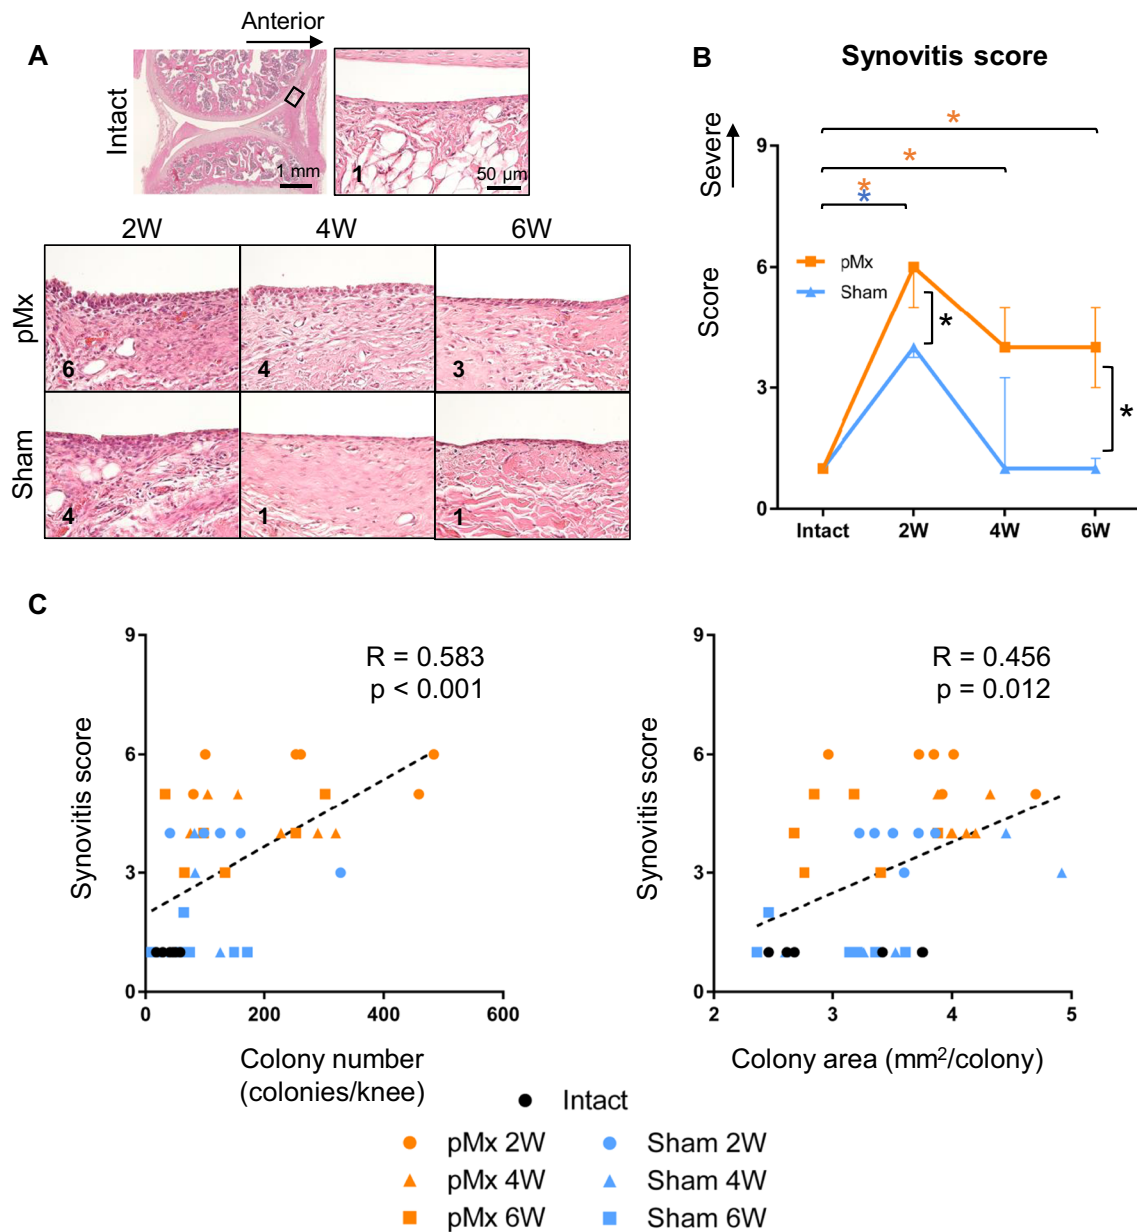 A
Anterior
Intact
1 mm
1
50 µm
2W
4W
6W
pMx
6
4
3
Sham
4
1
1
B
Synovitis score
Severe
Score
*
*
*
*
9
6
3
0
pMx
Sham
*
*
Intact
2W
4W
6W
C
Synovitis score
9
6
3
0
R = 0.583
p < 0.001
0
200
400
600
Colony number
(colonies/knee)
Synovitis score
9
6
3
0
R = 0.456
p = 0.012
2
3
4
5
Colony area (mm²/colony)
Intact
pMx 2W
Sham 2W
pMx 4W
Sham 4W
pMx 6W
Sham 6W